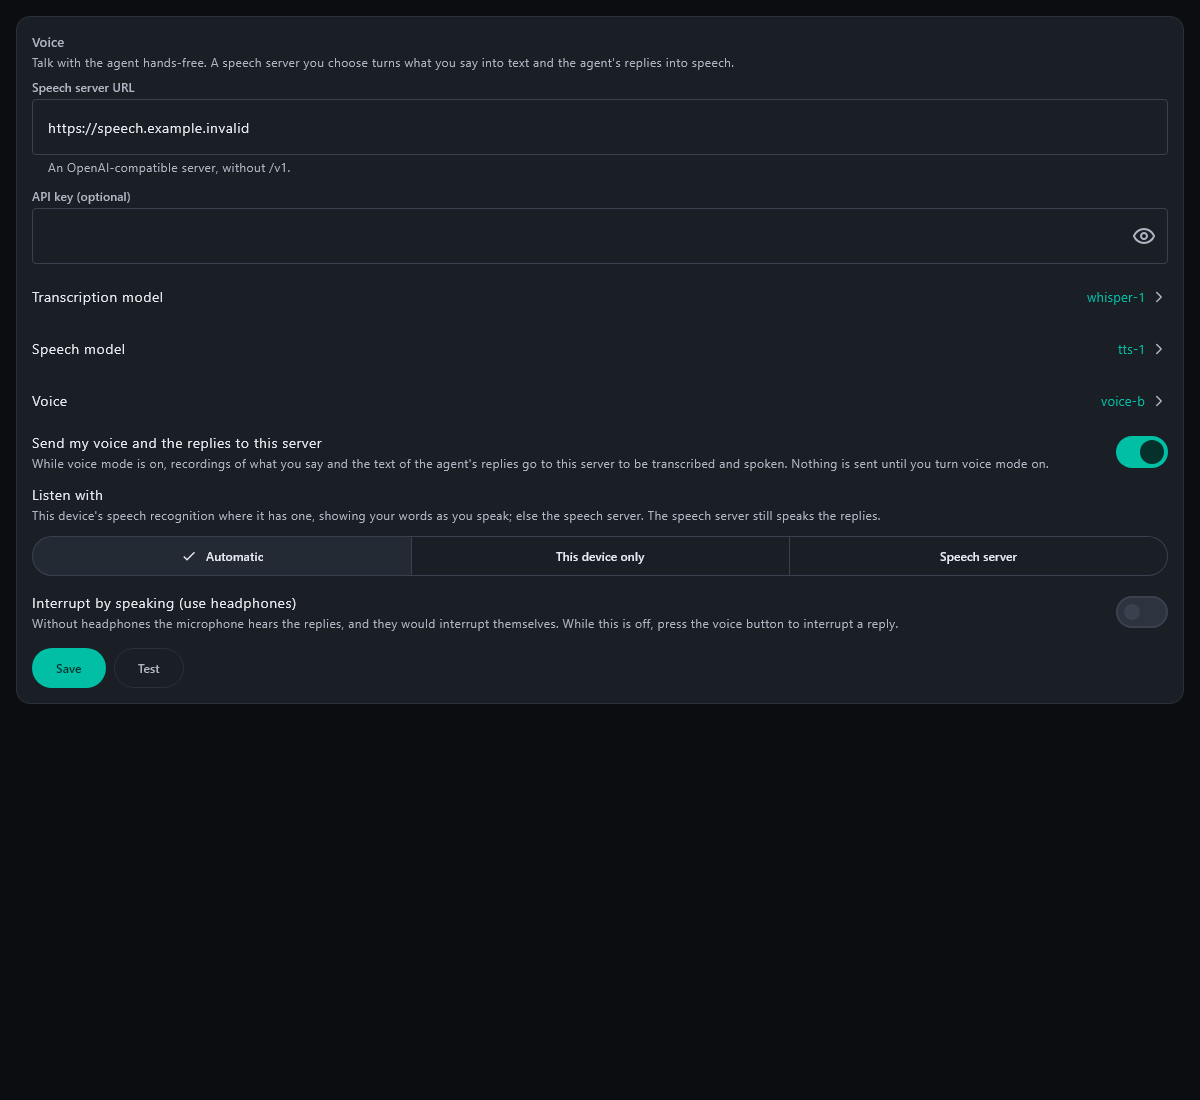 Voice
Talk with the agent hands-free. A speech server you choose turns what you say into text and the agent's replies into speech.
Speech server URL
https://speech.example.invalid
An OpenAI-compatible server, without /v1.
API key (optional)
Transcription model
whisper-1
Speech model
tts-1
Voice
voice-b
Send my voice and the replies to this server
While voice mode is on, recordings of what you say and the text of the agent's replies go to this server to be transcribed and spoken. Nothing is sent until you turn voice mode on.
Listen with
This device's speech recognition where it has one, showing your words as you speak; else the speech server. The speech server still speaks the replies.
Automatic
This device only
Speech server
Interrupt by speaking (use headphones)
Without headphones the microphone hears the replies, and they would interrupt themselves. While this is off, press the voice button to interrupt a reply.
Save
Test